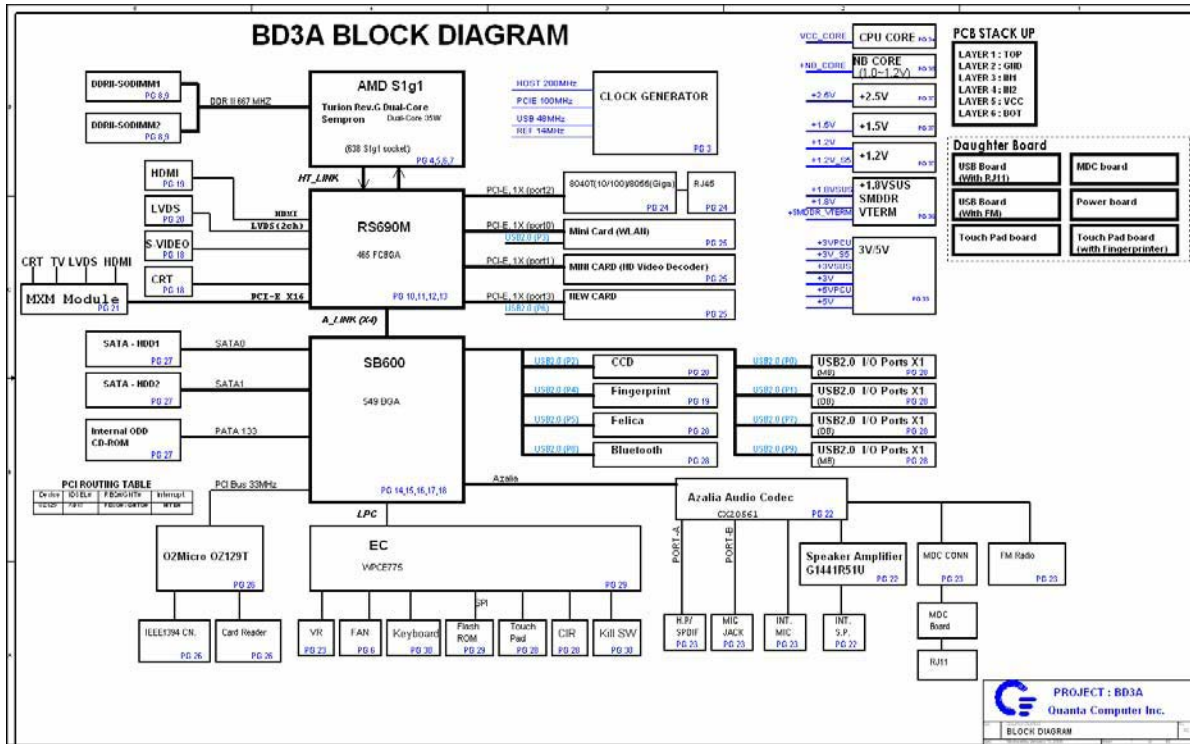 BD3A BLOCK DIAGRAM
DDRII-SODIMM1
PG 8,9
DDRII-SODIMM2
PG 8,9
DDR II 667 MHZ
AMD S1g1
Turion Rev.G Dual-Core
Sempron Dual-Core 35W
(638 S1g1 socket)
PG 4,5,6,7
HOST 200MHz
PCIE 100MHz
USB 48MHz
REF 14MHz
CLOCK GENERATOR
PG 3
VCC_CORE
CPU CORE
+NB_CORE
NB CORE
(1.0~1.2V)
+2.5V
+2.5V
+1.5V
+1.5V
+1.2V
+1.2V_S5
+1.2V
+1.8VSUS
+1.8V
+SMDDR_VTERM
+1.8VSUS
SMDDR
VTERM
+3VPCU
+3V_S5
+3VSUS
+3V
+5VPCU
+5V
3V/5V
PCB STACK UP
LAYER 1 : TOP
LAYER 2 : GND
LAYER 3 : IN1
LAYER 4 : IN2
LAYER 5 : VCC
LAYER 6 : BOT
Daughter Board
USB Board
(With RJ11)
MDC board
USB Board
(With FM)
Power board
Touch Pad board
Touch Pad board
(with Fingerprinter)
HT_LINK
HDMI
PG 19
LVDS
PG 20
S-VIDEO
PG 18
CRT
PG 18
HDMI
LVDS(2ch)
CRT TV LVDS HDMI
MXM Module
PG 21
PCI-E X16
RS690M
465 FCBGA
PG 10,11,12,13
PCI-E, 1X (port2)
8040T(10/100)/8055(Giga)
PG 24
RJ45
PG 24
PCI-E, 1X (port0)
USB2.0 (P3)
Mini Card (WLAN)
PG 25
PCI-E, 1X (port1)
MINI CARD (HD Video Decoder)
PG 25
PCI-E, 1X (port3)
USB2.0 (P6)
NEW CARD
PG 25
A_LINK (X4)
SATA - HDD1
PG 27
SATA0
SATA - HDD2
PG 27
SATA1
Internal ODD
CD-ROM
PG 27
PATA 133
SB600
549 BGA
PG 14,15,16,17,18
USB2.0 (P2)
CCD
PG 20
USB2.0 (P4)
Fingerprint
PG 19
USB2.0 (P5)
Felica
PG 28
USB2.0 (P8)
Bluetooth
PG 28
USB2.0 (P0)
USB2.0 I/O Ports X1
(MB) PG 28
USB2.0 (P1)
USB2.0 I/O Ports X1
(DB) PG 28
USB2.0 (P7)
USB2.0 I/O Ports X1
(DB) PG 28
USB2.0 (P9)
USB2.0 I/O Ports X1
(MB) PG 28
PCI ROUTING TABLE
Device IDSEL# REQ#/GNT# Interrupt
PCI Bus 33MHz
LPC
Azalia
Azalia Audio Codec
CX20561
PG 22
O2Micro OZ129T
PG 26
IEEE1394 CN.
PG 26
Card Reader
PG 26
EC
WPCE775
PG 29
SPI
VR
PG 23
FAN
PG 6
Keyboard
PG 30
Flash
ROM
PG 29
Touch
Pad
PG 28
CIR
PG 28
Kill SW
PG 30
PORT-A
PORT-B
H.P/
SPDIF
PG 23
MIC
JACK
PG 23
INT.
MIC
PG 23
Speaker Amplifier
G1441R51U
PG 22
INT.
S.P.
PG 22
MDC CONN
PG 23
MDC
Board
RJ11
FM Radio
PG 23
PROJECT : BD3A
Quanta Computer Inc.
BLOCK DIAGRAM